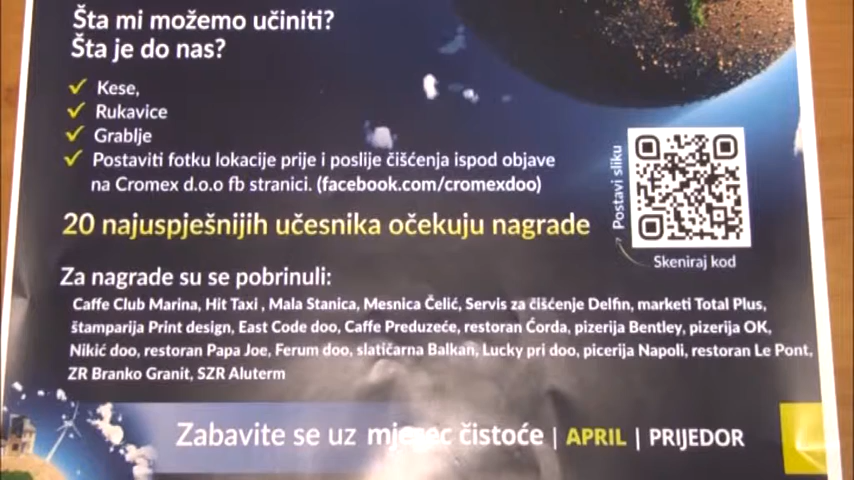 Šta mi možemo učiniti?
Šta je do nas?
Kese,
Rukavice
Grablje
Postaviti fotku lokacije prije i poslije čišćenja ispod objave
na Cromex d.o.o fb stranici. (facebook.com/cromexdoo)
20 najuspješnijih učesnika očekuju nagrade
Postavi sliku
Skeniraj kod
Za nagrade su se pobrinuli:
Caffe Club Marina, Hit Taxi , Mala Stanica, Mesnica Čelić, Servis za čišćenje Delfin, marketi Total Plus,
štamparija Print design, East Code doo, Caffe Preduzeće, restoran Ćorda, pizerija Bentley, pizerija OK,
Nikić doo, restoran Papa Joe, Ferum doo, slatičarna Balkan, Lucky pri doo, picerija Napoli, restoran Le Pont,
ZR Branko Granit, SZR Aluterm
Zabavite se uz mjesec čistoće | APRIL | PRIJEDOR